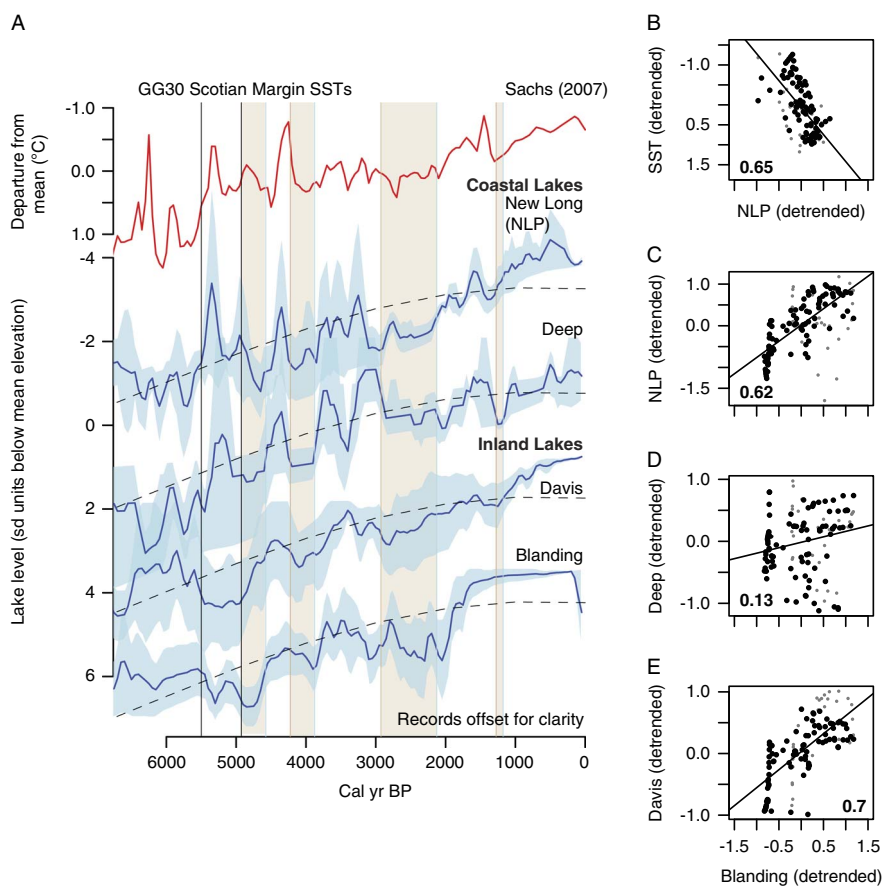 A
GG30 Scotian Margin SSTs
Sachs (2007)
Departure from
mean (°C)
-1.0
0.0
1.0
Coastal Lakes
New Long
(NLP)
Deep
Inland Lakes
Davis
Blanding
Lake level (sd units below mean elevation)
-4
-2
0
2
4
6
Records offset for clarity
6000 5000 4000 3000 2000 1000 0
Cal yr BP
B
SST (detrended)
-1.0
0.5
1.5
0.65
NLP (detrended)
C
NLP (detrended)
1.0
0.0
-1.5
0.62
D
Deep (detrended)
1.0
0.0
-1.0
0.13
E
Davis (detrended)
1.0
0.0
-1.0
0.7
-1.5 -0.5 0.5 1.5
Blanding (detrended)